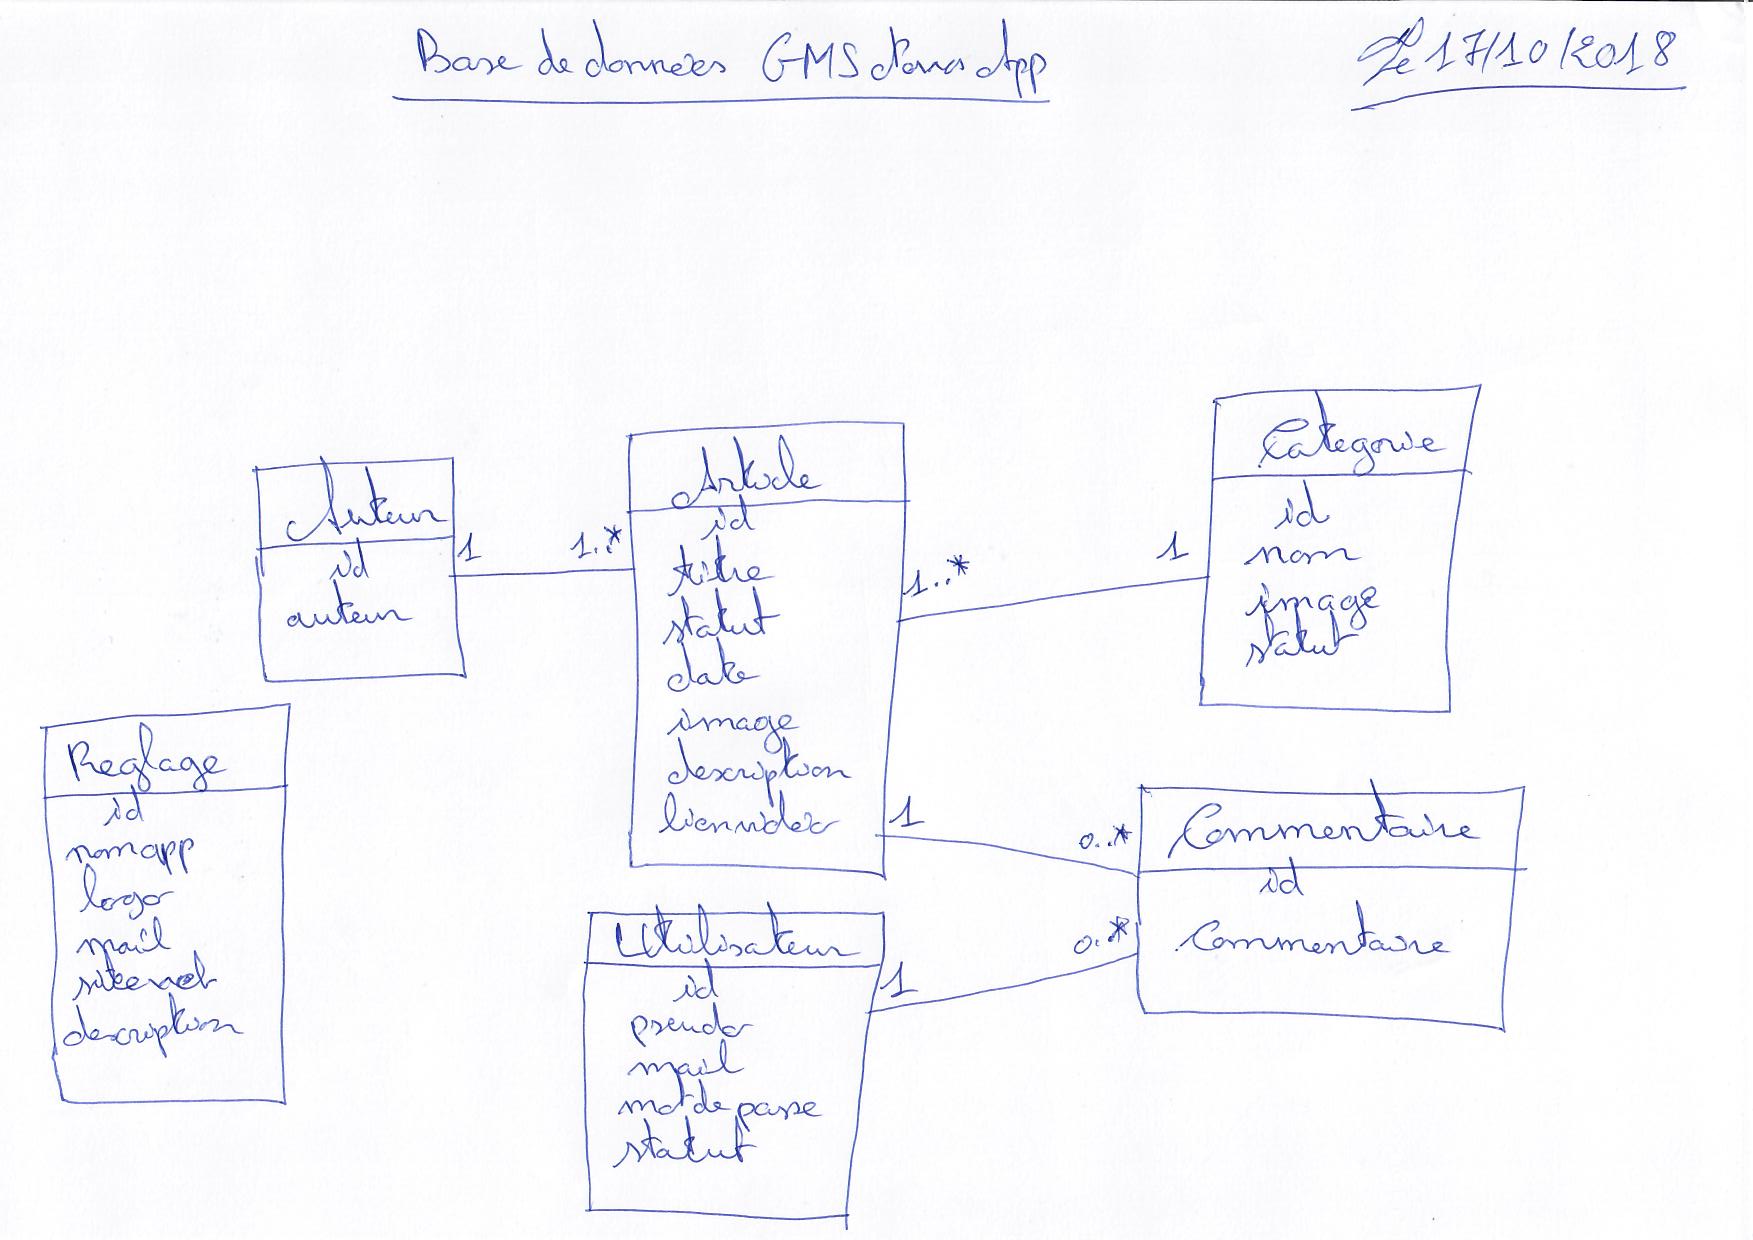 Base de données GMS App
Le 17/10/2018
Auteur
id
auteur
1
1..*
Article
id
titre
statut
date
image
description
lienvidéo
1..*
1
Categorie
id
nom
image
statut
Reglage
id
nomapp
logo
mail
siteweb
description
1
0..*
Commentaire
id
Commentaire
0..*
1
Utilisateur
id
pseudo
mail
mot de passe
statut